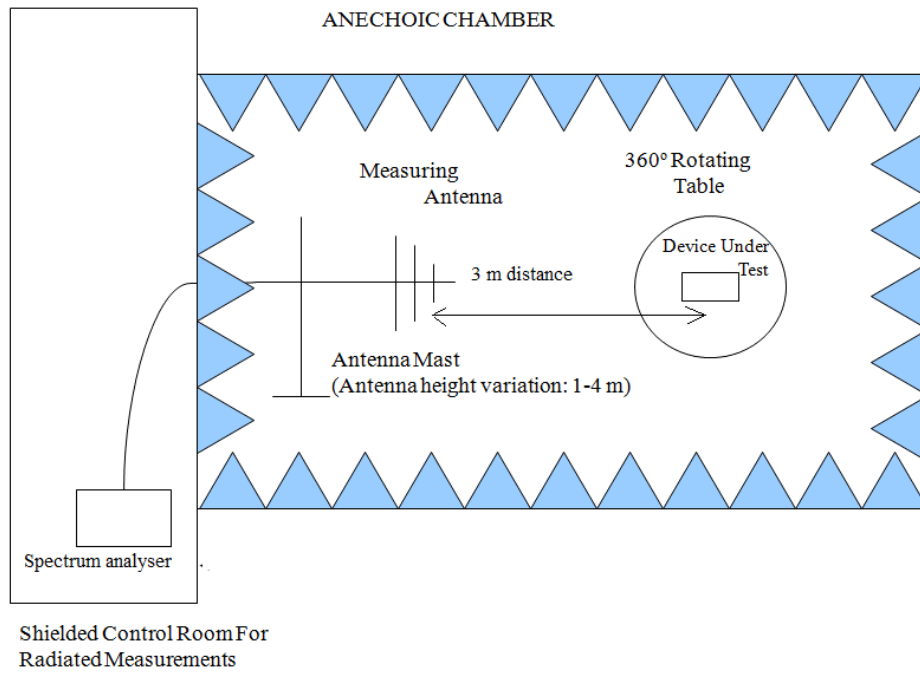 ANECHOIC CHAMBER
Measuring
Antenna
360º Rotating
Table
Device Under
Test
3 m distance
Antenna Mast
(Antenna height variation: 1-4 m)
Spectrum analyser
Shielded Control Room For
Radiated Measurements